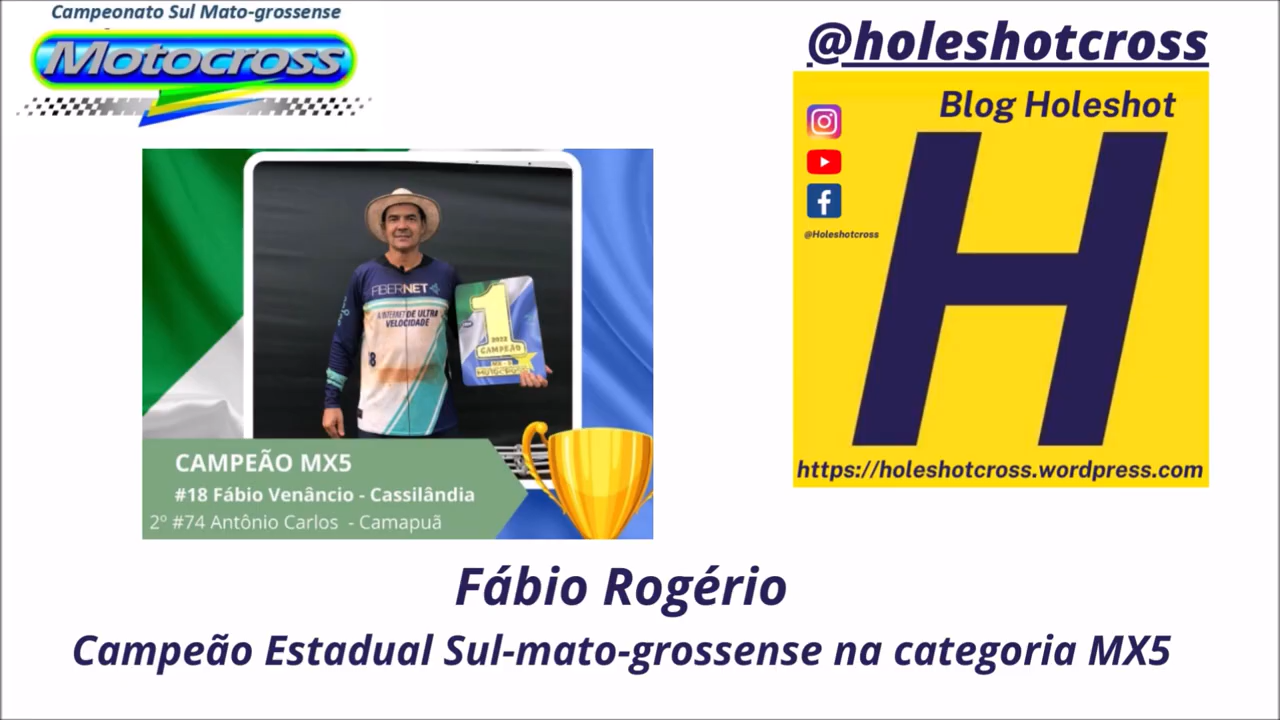 Campeonato Sul Mato-grossense
Motocross
@holeshotcross
Blog Holeshot
@Holeshotcross
https://holeshotcross.wordpress.com
FIBERNET
A INTERNET DE ULTRA
VELOCIDADE
8
1
2022
CAMPEÃO
CAMPEÃO MX5
#18 Fábio Venâncio - Cassilândia
2º #74 Antônio Carlos - Camapuã
Fábio Rogério
Campeão Estadual Sul-mato-grossense na categoria MX5